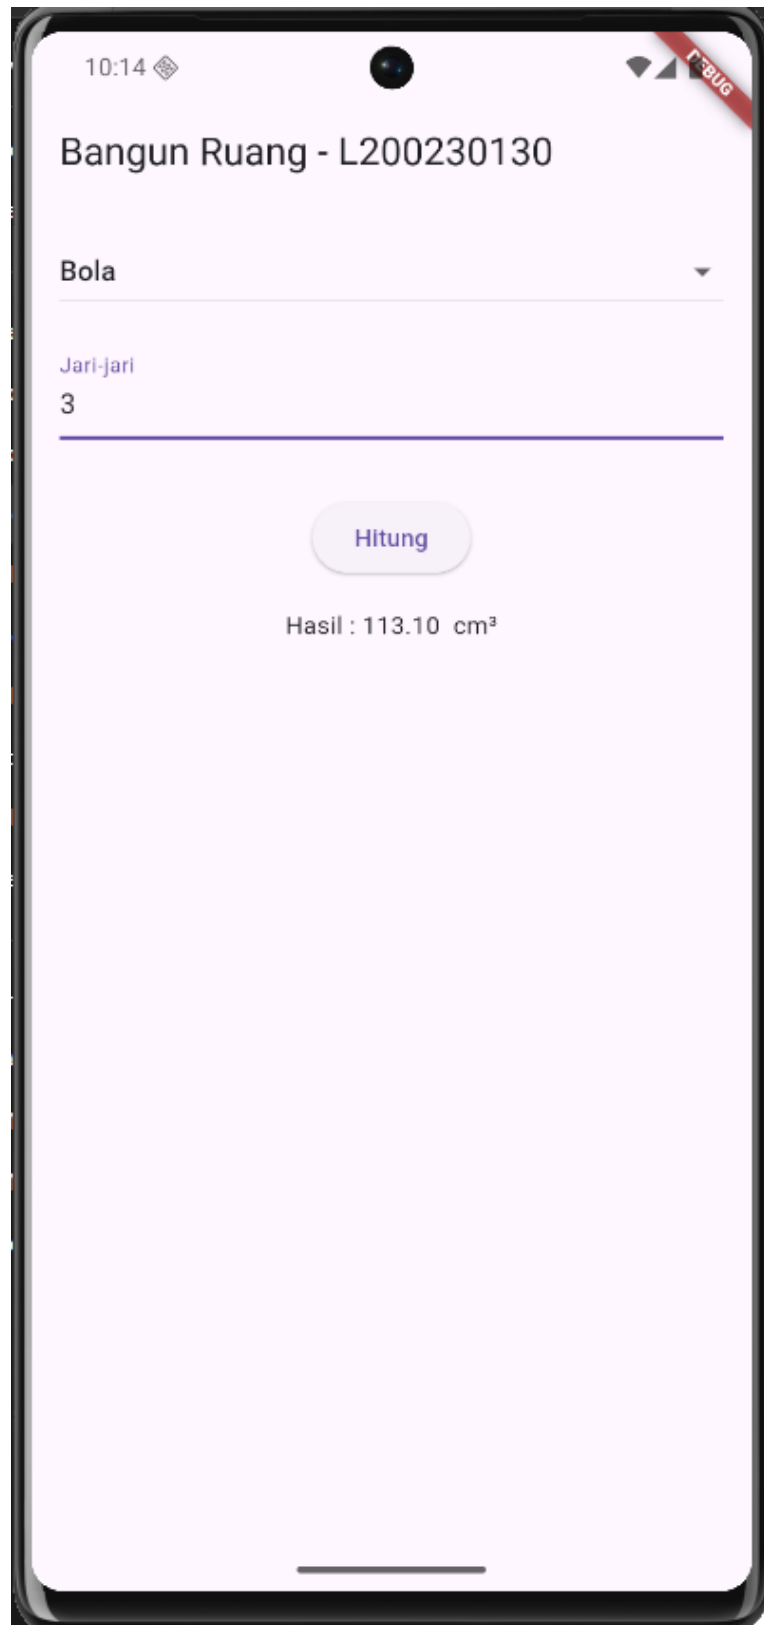 10:14
DEBUG
Bangun Ruang - L200230130
Bola
Jari-jari
3
Hitung
Hasil : 113.10 cm³